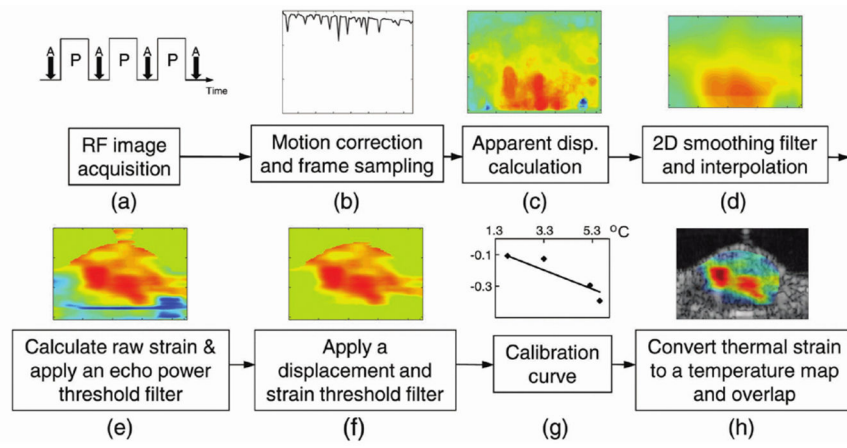 A A A A
P P P
Time
RF image
acquisition
(a)
Motion correction
and frame sampling
(b)
Apparent disp.
calculation
(c)
2D smoothing filter
and interpolation
(d)
Calculate raw strain &
apply an echo power
threshold filter
(e)
Apply a
displacement and
strain threshold filter
(f)
1.3 3.3 5.3 °C
-0.1
-0.3
Calibration
curve
(g)
Convert thermal strain
to a temperature map
and overlap
(h)